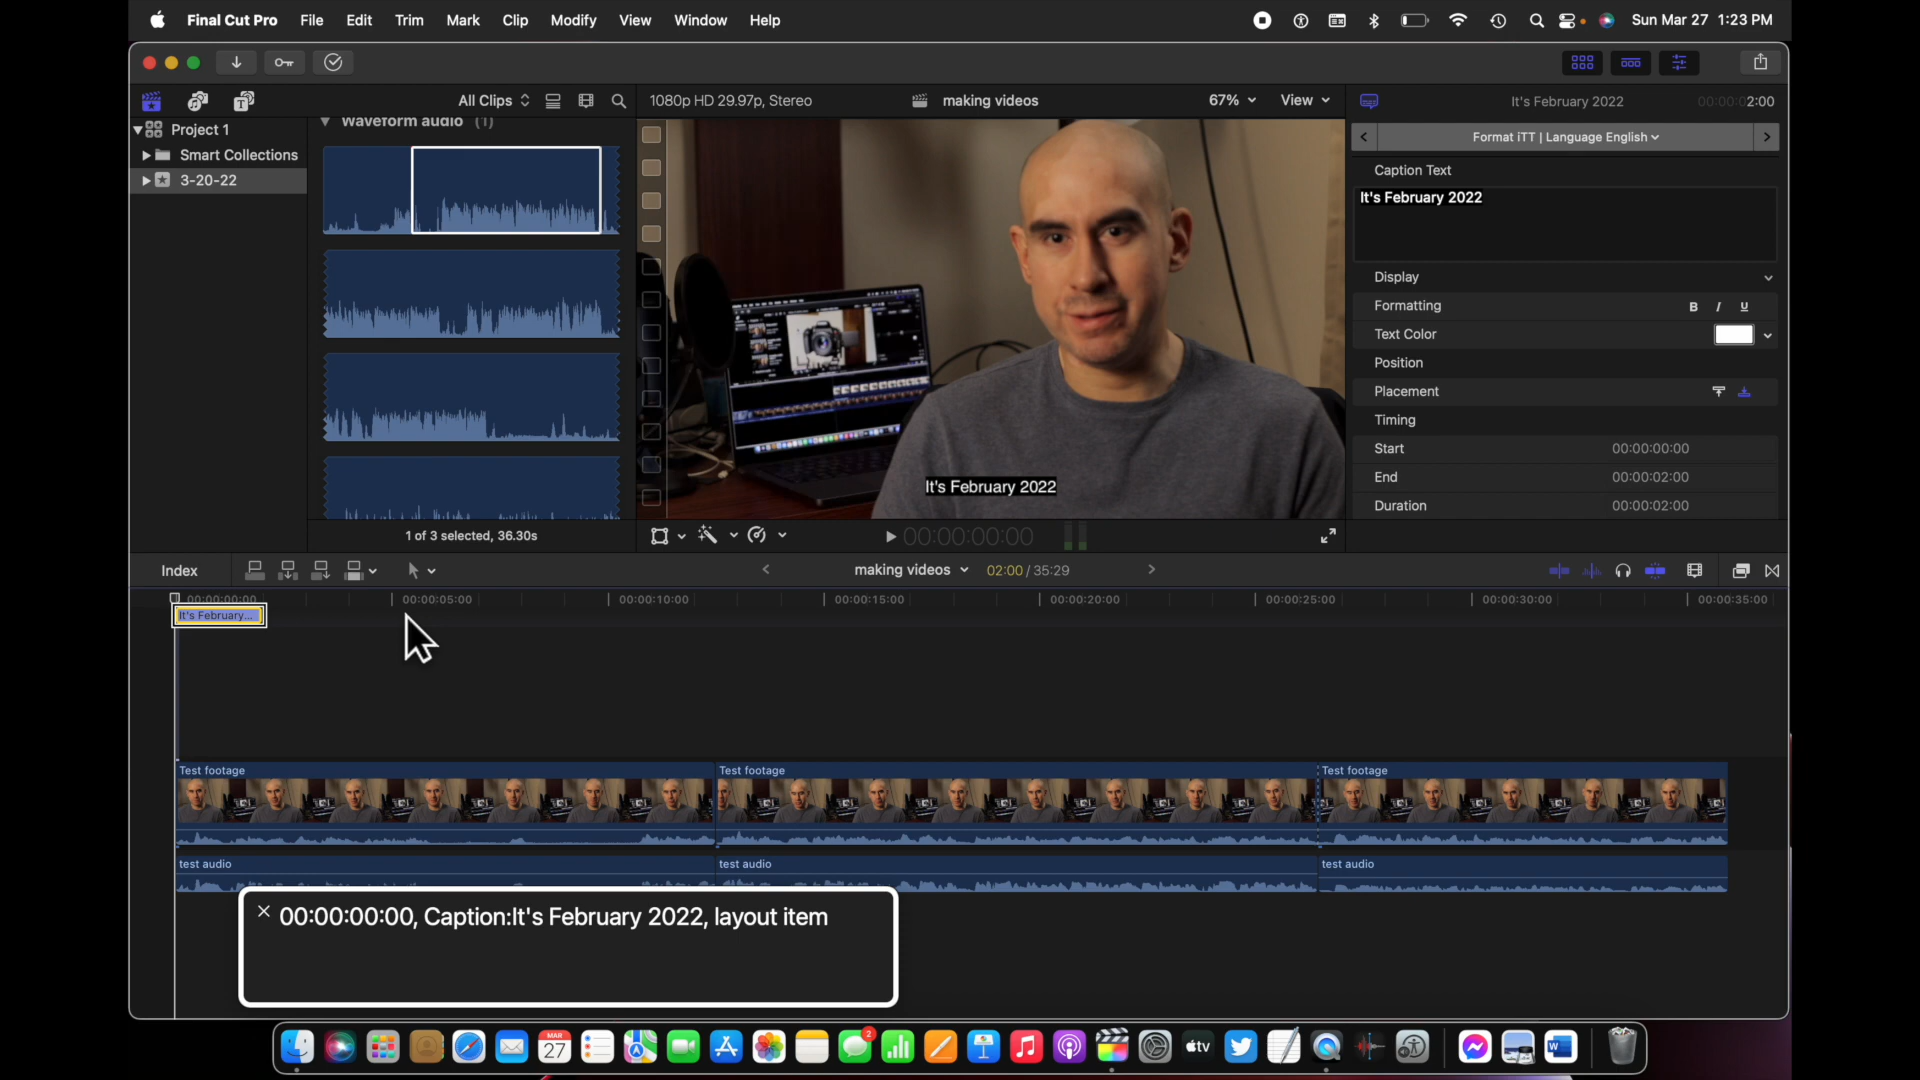 Final Cut Pro File Edit Trim Mark Clip Modify View Window Help Sun Mar 27 1:23 PM
All Clips
1080p HD 29.97p, Stereo
making videos
67%
View
It's February 2022
00:00:02:00
Project 1
Smart Collections
3-20-22
Waveform audio (1)
1 of 3 selected, 36.30s
It's February 2022
00:00:00:00
Format iTT | Language English
Caption Text
It's February 2022
Display
Formatting B I U
Text Color
Position
Placement
Timing
Start 00:00:00:00
End 00:00:02:00
Duration 00:00:02:00
Index
making videos
02:00 / 35:29
00:00:00:00 00:00:05:00 00:00:10:00 00:00:15:00 00:00:20:00 00:00:25:00 00:00:30:00 00:00:35:00
It's February...
Test footage Test footage Test footage
test audio test audio test audio
00:00:00:00, Caption:It's February 2022, layout item
MAR
27
2
tv
W